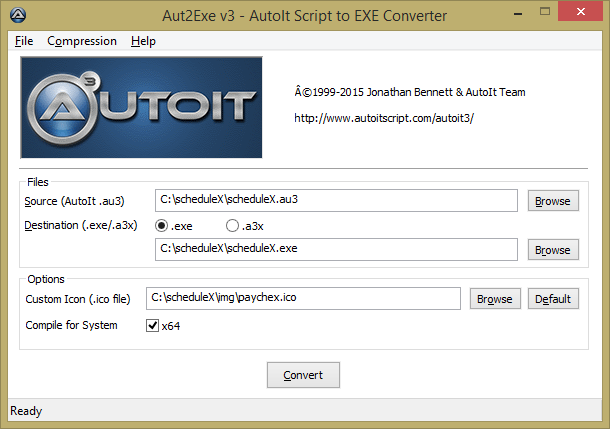 Aut2Exe v3 - AutoIt Script to EXE Converter
File Compression Help
AUTOIT 3
Â©1999-2015 Jonathan Bennett & AutoIt Team
http://www.autoitscript.com/autoit3/
Files
Source (AutoIt .au3) C:\scheduleX\scheduleX.au3 Browse
Destination (.exe/.a3x) .exe .a3x
C:\scheduleX\scheduleX.exe Browse
Options
Custom Icon (.ico file) C:\scheduleX\img\paychex.ico Browse Default
Compile for System x64
Convert
Ready